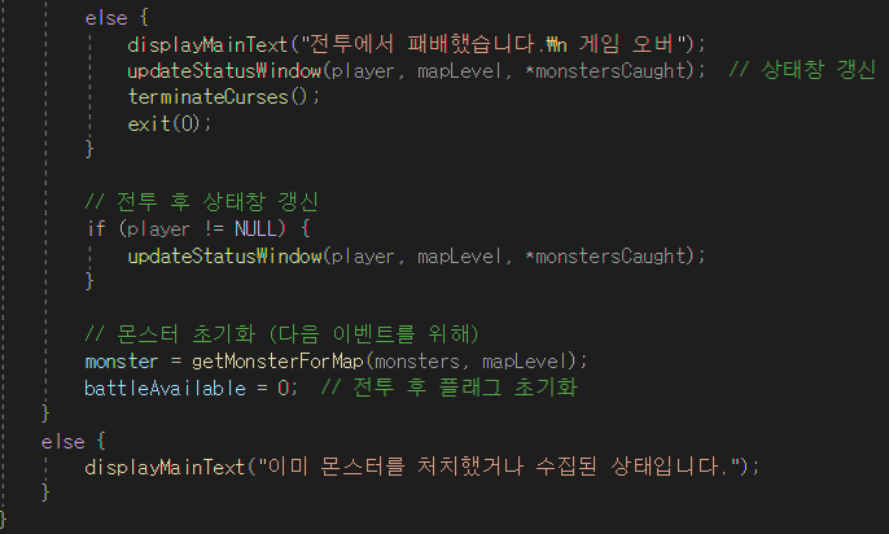 else {
displayMainText("전투에서 패배했습니다.₩n 게임 오버");
updateStatusWindow(player, mapLevel, *monstersCaught); // 상태창 갱신
terminateCurses();
exit(0);
}
// 전투 후 상태창 갱신
if (player != NULL) {
updateStatusWindow(player, mapLevel, *monstersCaught);
}
// 몬스터 초기화 (다음 이벤트를 위해)
monster = getMonsterForMap(monsters, mapLevel);
battleAvailable = 0; // 전투 후 플래그 초기화
}
else {
displayMainText("이미 몬스터를 처치했거나 수집된 상태입니다.");
}
}